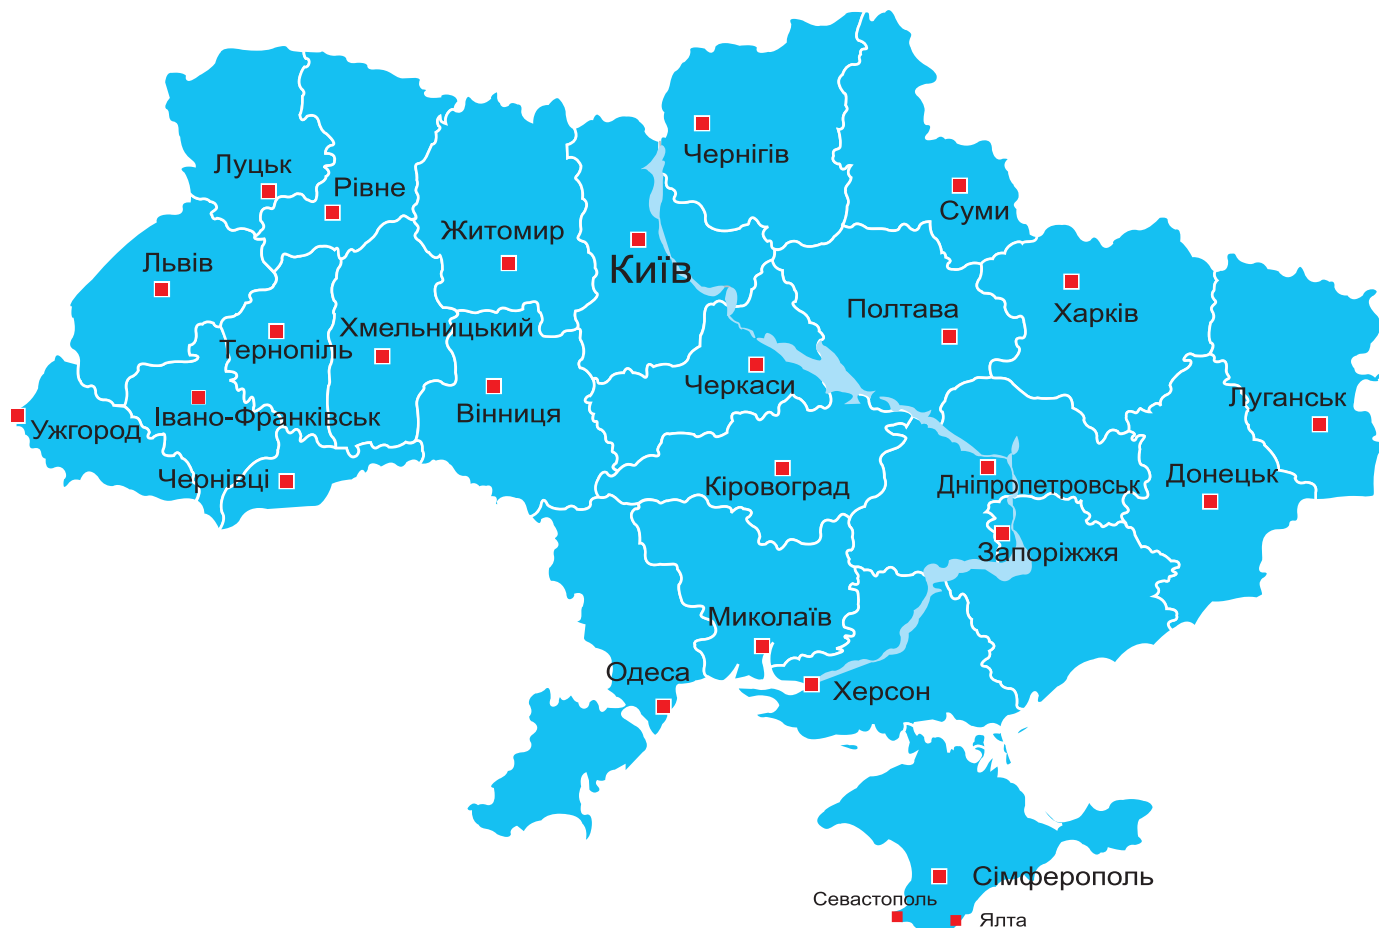 Чернігів
Луцьк
Рівне
Суми
Житомир
Львів
Київ
Полтава
Харків
Хмельницький
Тернопіль
Черкаси
Луганськ
Івано-Франківськ
Вінниця
Ужгород
Чернівці
Кіровоград
Дніпропетровськ
Донецьк
Запоріжжя
Миколаїв
Одеса
Херсон
Сімферополь
Севастополь
Ялта